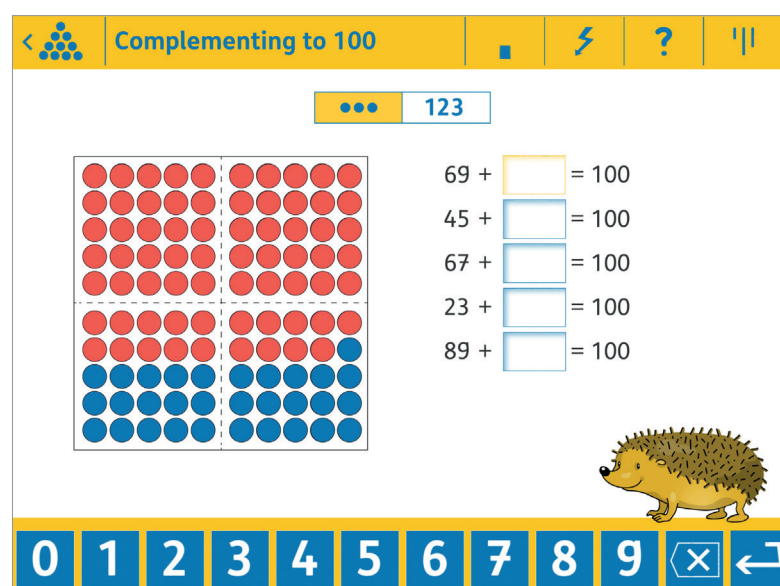 Complementing to 100
?
123
69 + = 100
45 + = 100
67 + = 100
23 + = 100
89 + = 100
0 1 2 3 4 5 6 7 8 9